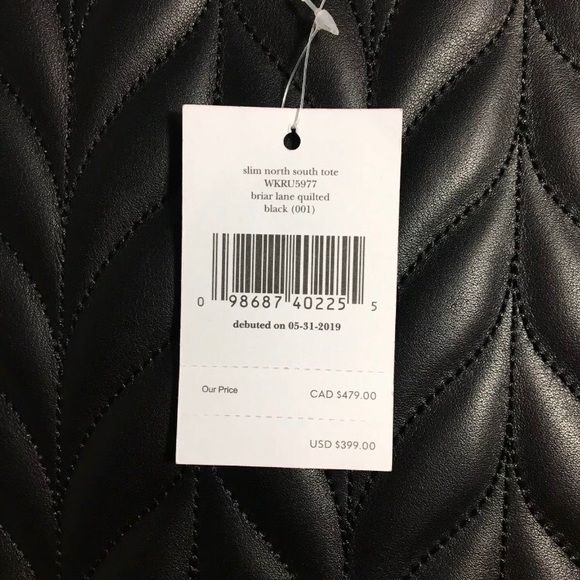 slim north south tote
WKRU5977
briar lane quilted
black (001)
0 98687 40225 5
debuted on 05-31-2019
Our Price CAD $479.00
USD $399.00